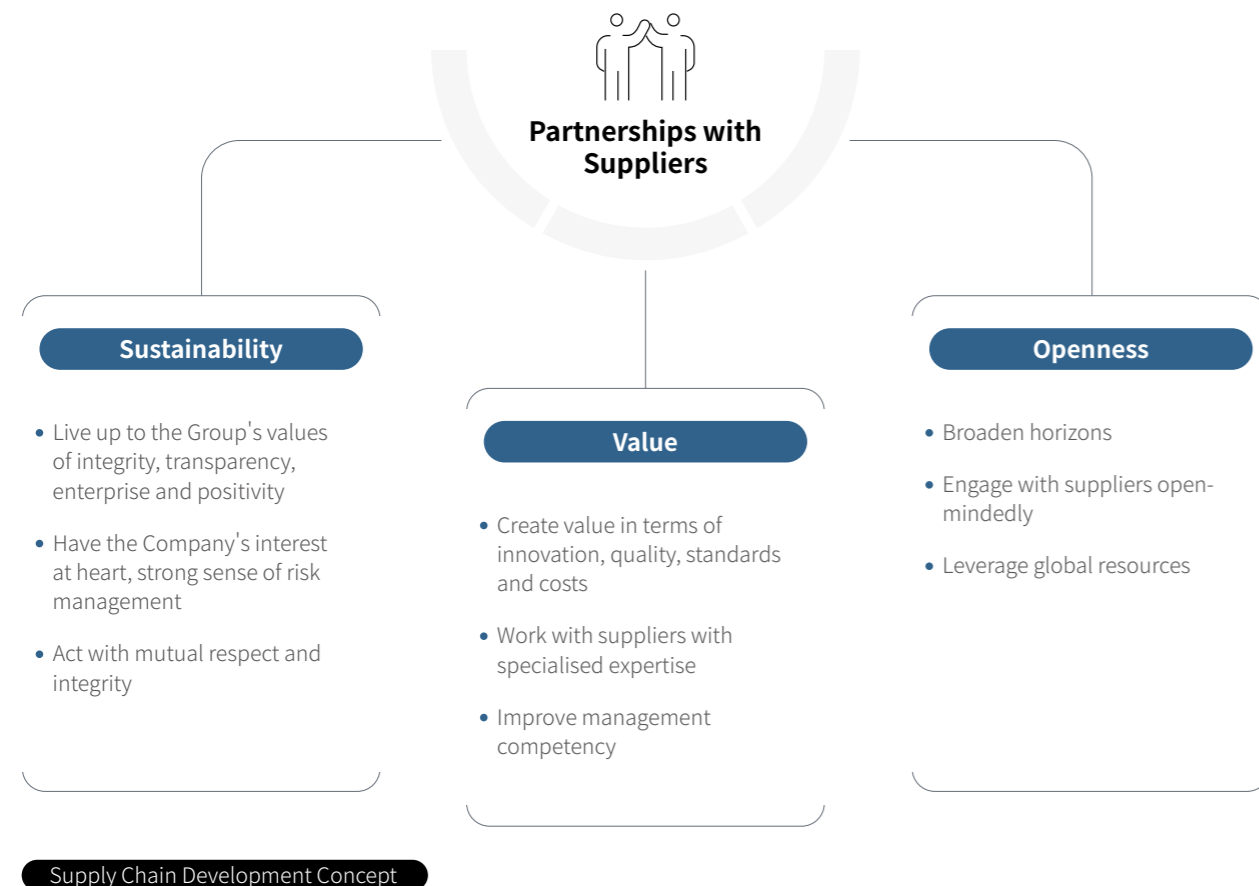 Partnerships with
Suppliers
Sustainability
• Live up to the Group's values
of integrity, transparency,
enterprise and positivity
• Have the Company's interest
at heart, strong sense of risk
management
• Act with mutual respect and
integrity
Value
• Create value in terms of
innovation, quality, standards
and costs
• Work with suppliers with
specialised expertise
• Improve management
competency
Openness
• Broaden horizons
• Engage with suppliers open-
mindedly
• Leverage global resources
Supply Chain Development Concept